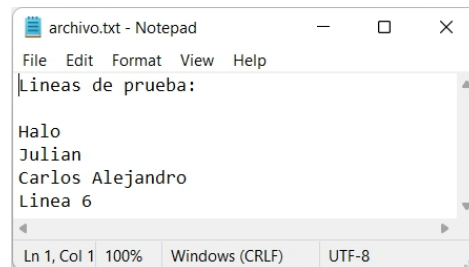 archivo.txt - Notepad
File Edit Format View Help
Lineas de prueba:

Halo
Julian
Carlos Alejandro
Linea 6
Ln 1, Col 1 100% Windows (CRLF) UTF-8